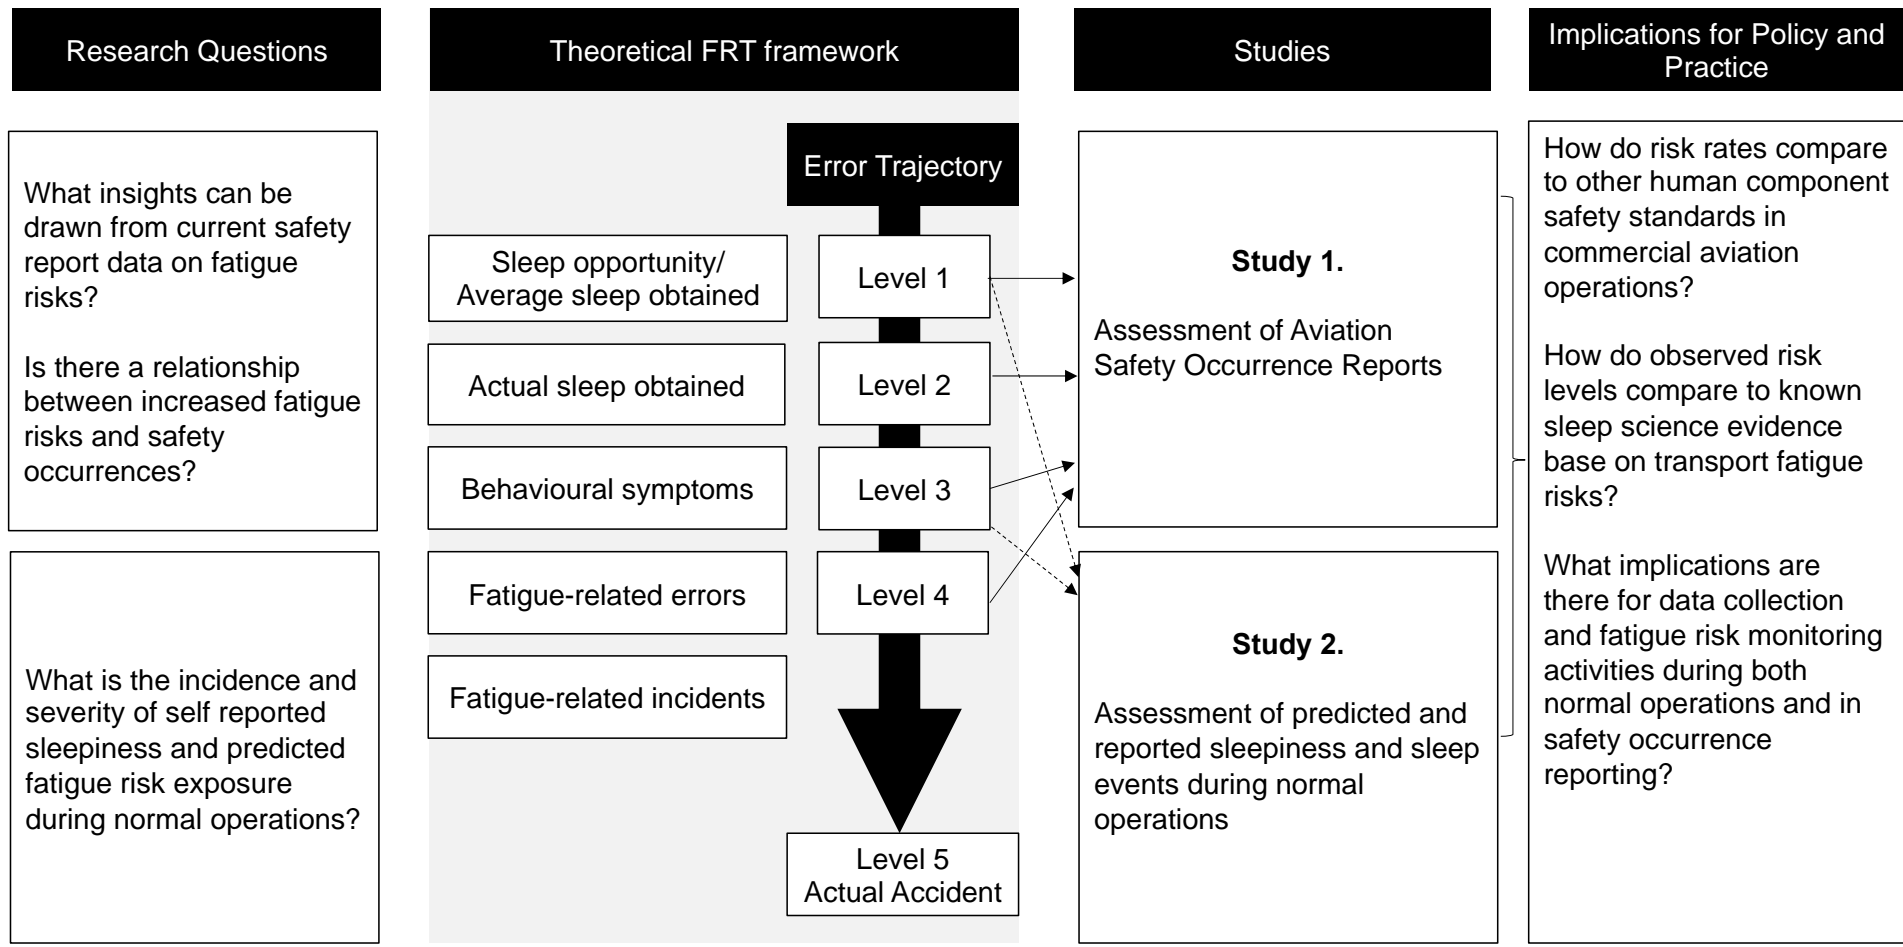 Research Questions
What insights can be
drawn from current safety
report data on fatigue
risks?
Is there a relationship
between increased fatigue
risks and safety
occurrences?
What is the incidence and
severity of self reported
sleepiness and predicted
fatigue risk exposure
during normal operations?
Theoretical FRT framework
Error Trajectory
Sleep opportunity/
Average sleep obtained
Level 1
Actual sleep obtained
Level 2
Behavioural symptoms
Level 3
Fatigue-related errors
Level 4
Fatigue-related incidents
Level 5
Actual Accident
Studies
Study 1.
Assessment of Aviation
Safety Occurrence Reports
Study 2.
Assessment of predicted and
reported sleepiness and sleep
events during normal
operations
Implications for Policy and
Practice
How do risk rates compare
to other human component
safety standards in
commercial aviation
operations?
How do observed risk
levels compare to known
sleep science evidence
base on transport fatigue
risks?
What implications are
there for data collection
and fatigue risk monitoring
activities during both
normal operations and in
safety occurrence
reporting?